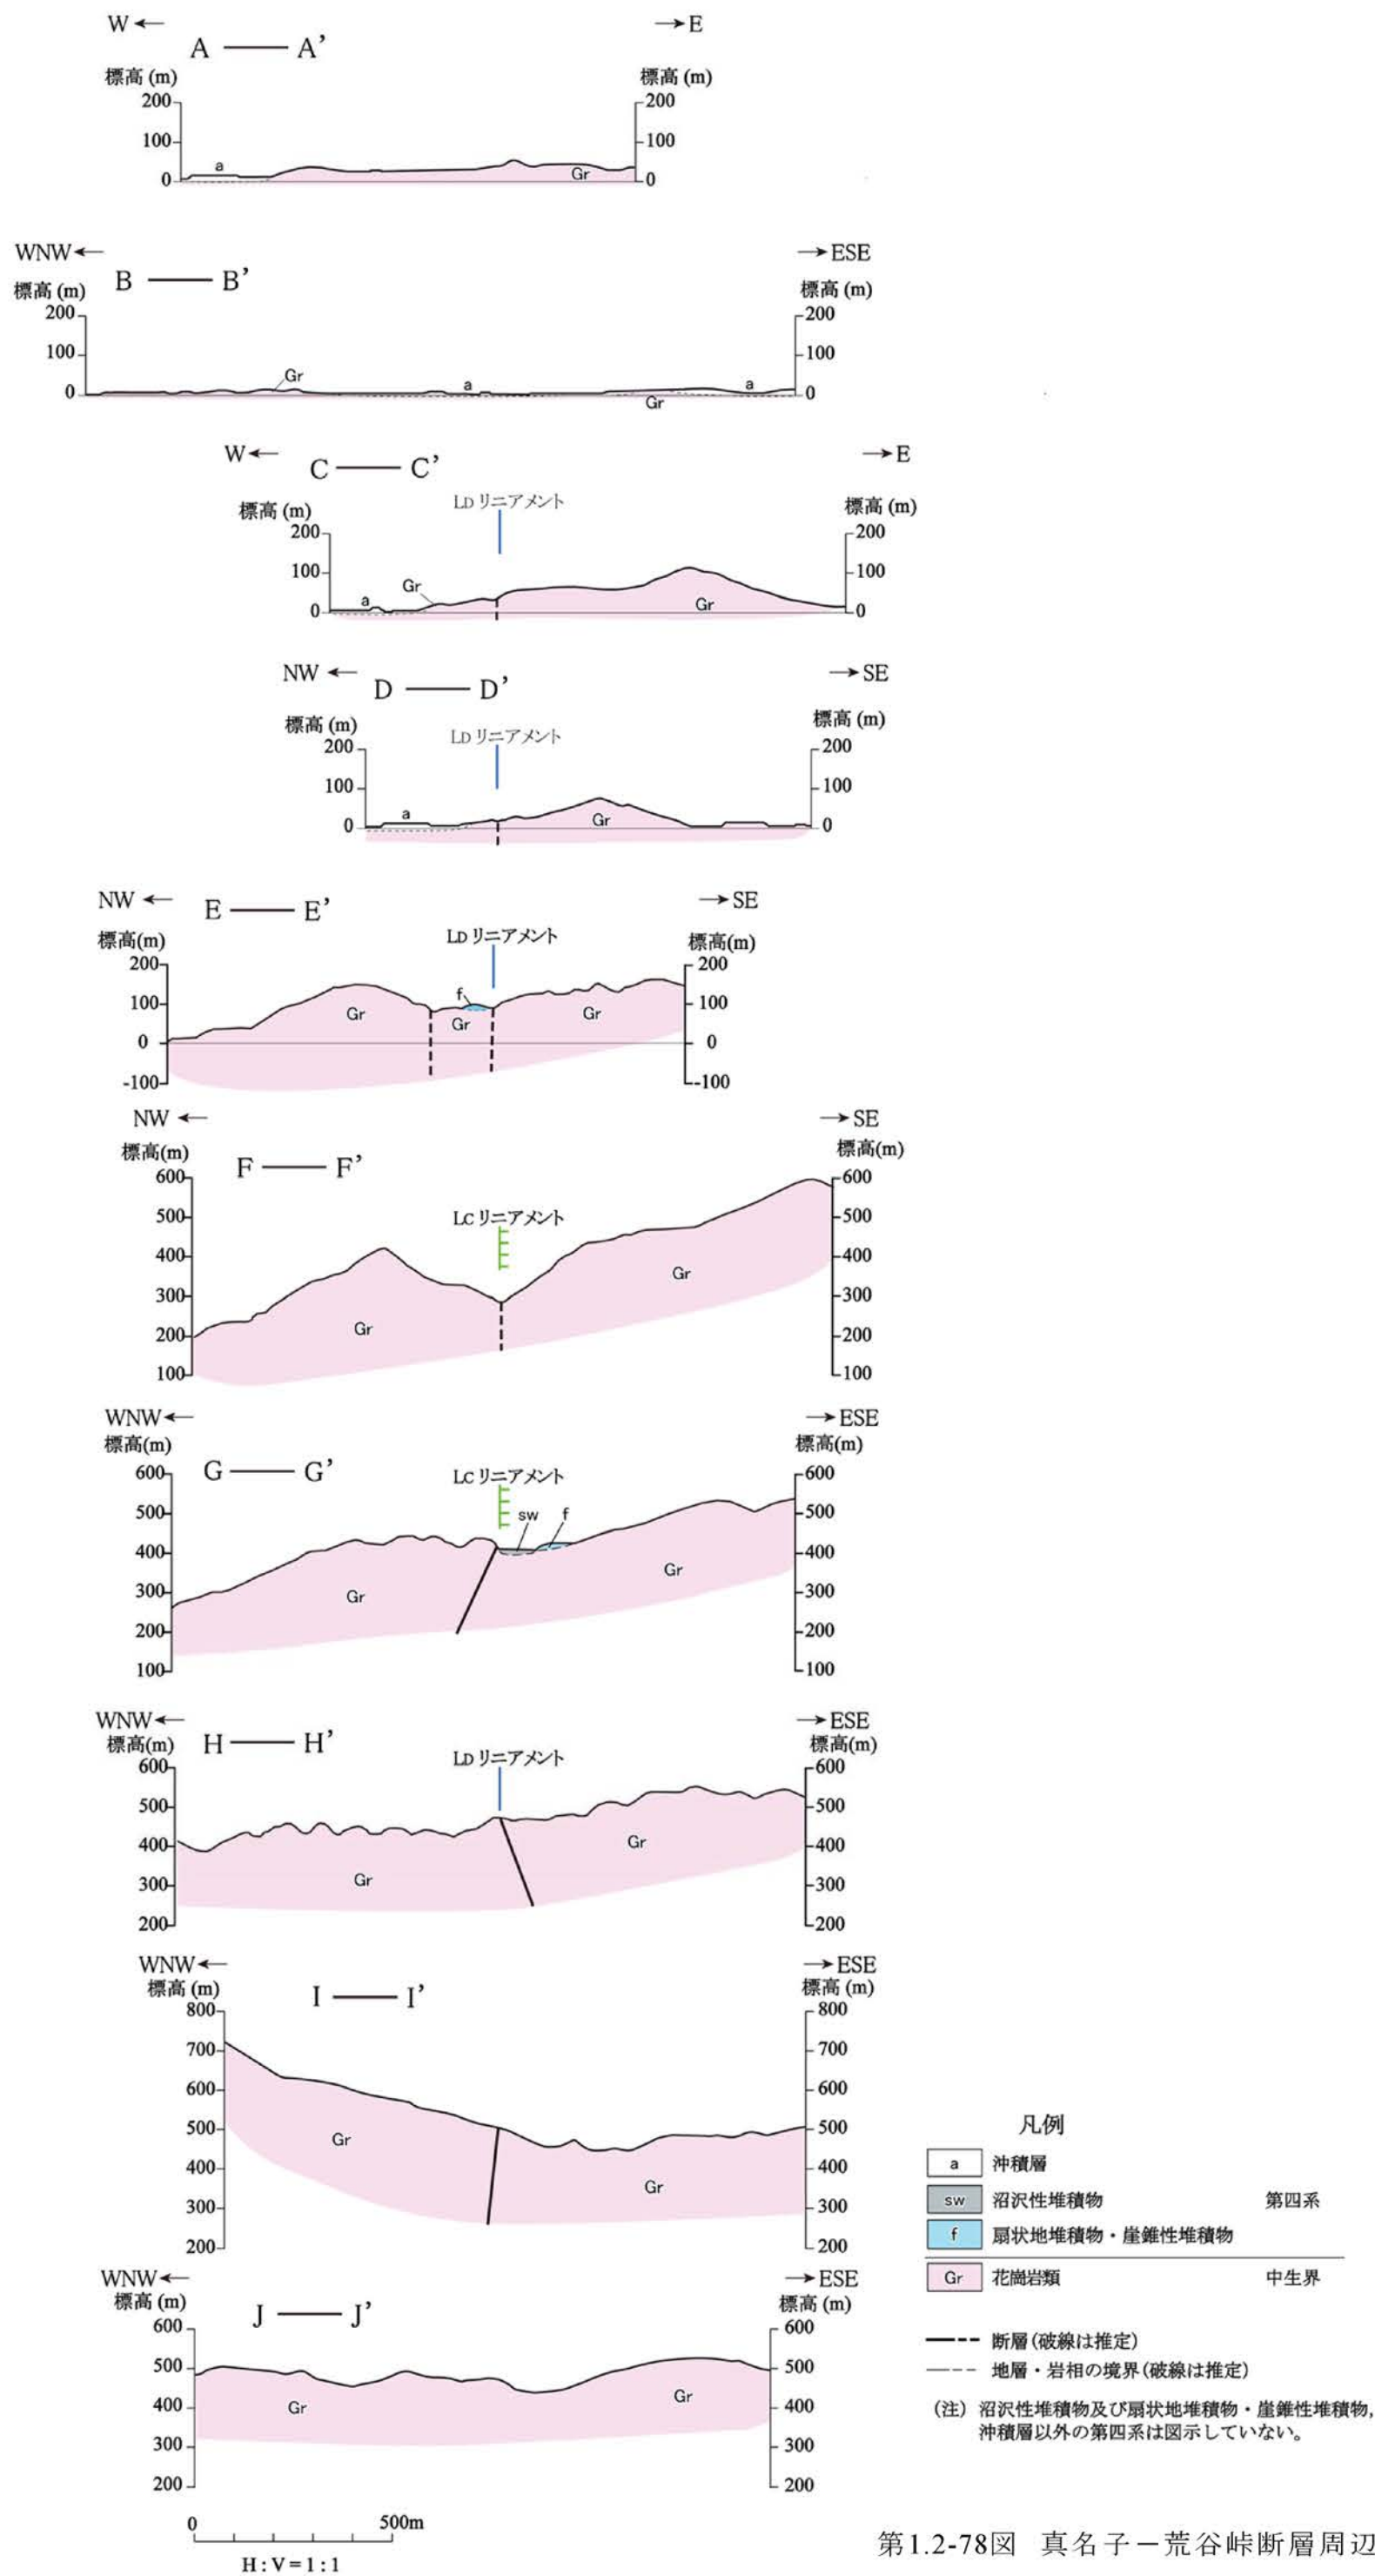 W E
A A’
標高 (m) 標高 (m)
200 200
100 100
a
Gr
0 0
WNW ESE
B B’
標高 (m) 標高 (m)
200 200
100 100
Gr a a
0 0
Gr
W E
C C’
LD リニアメント
標高 (m) 標高 (m)
200 200
100 100
Gr
a Gr
0 0
NW SE
D D’
標高 (m) 標高 (m)
LD リニアメント
200 200
100 100
a Gr
0 0
NW SE
E E’
LD リニアメント
標高(m) 標高(m)
200 200
f
100 100
Gr Gr Gr
0 0
-100 -100
NW SE
標高(m) 標高(m)
F F’
600 600
LC リニアメント
500 500
400 400
Gr
300 300
Gr
200 200
100 100
WNW ESE
標高(m) 標高(m)
G G’
LC リニアメント
600 600
500 500
sw f
400 400
Gr Gr
300 300
200 200
100 100
WNW ESE
標高(m) 標高(m)
H H’
LD リニアメント
600 600
500 500
400 400
Gr
Gr
300 300
200 200
WNW ESE
標高 (m) 標高 (m)
I I’
800 800
700 700
600 600
500 500
Gr
400 400
Gr
300 300
200 200
WNW ESE
標高 (m) 標高 (m)
J J’
600 600
500 500
Gr Gr
400 400
300 300
200 200
0 500m
H : V = 1 : 1
凡例
a 沖積層
sw 沼沢性堆積物 第四系
f 扇状地堆積物・崖錐性堆積物
Gr 花崗岩類 中生界
断層(破線は推定)
地層・岩相の境界(破線は推定)
(注) 沼沢性堆積物及び扇状地堆積物・崖錐性堆積物,
沖積層以外の第四系は図示していない。
第1.2-78図 真名子－荒谷峠断層周辺